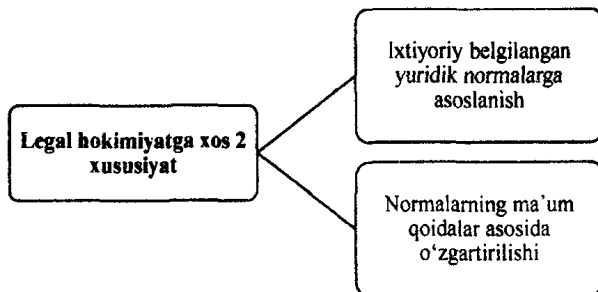 Legal hokimiyatga xos 2
xususiyat
Ixtiyoriy belgilangan
yuridik normalarga
asoslanish
Normalarning ma’um
qoidalar asosida
o‘zgartirilishi